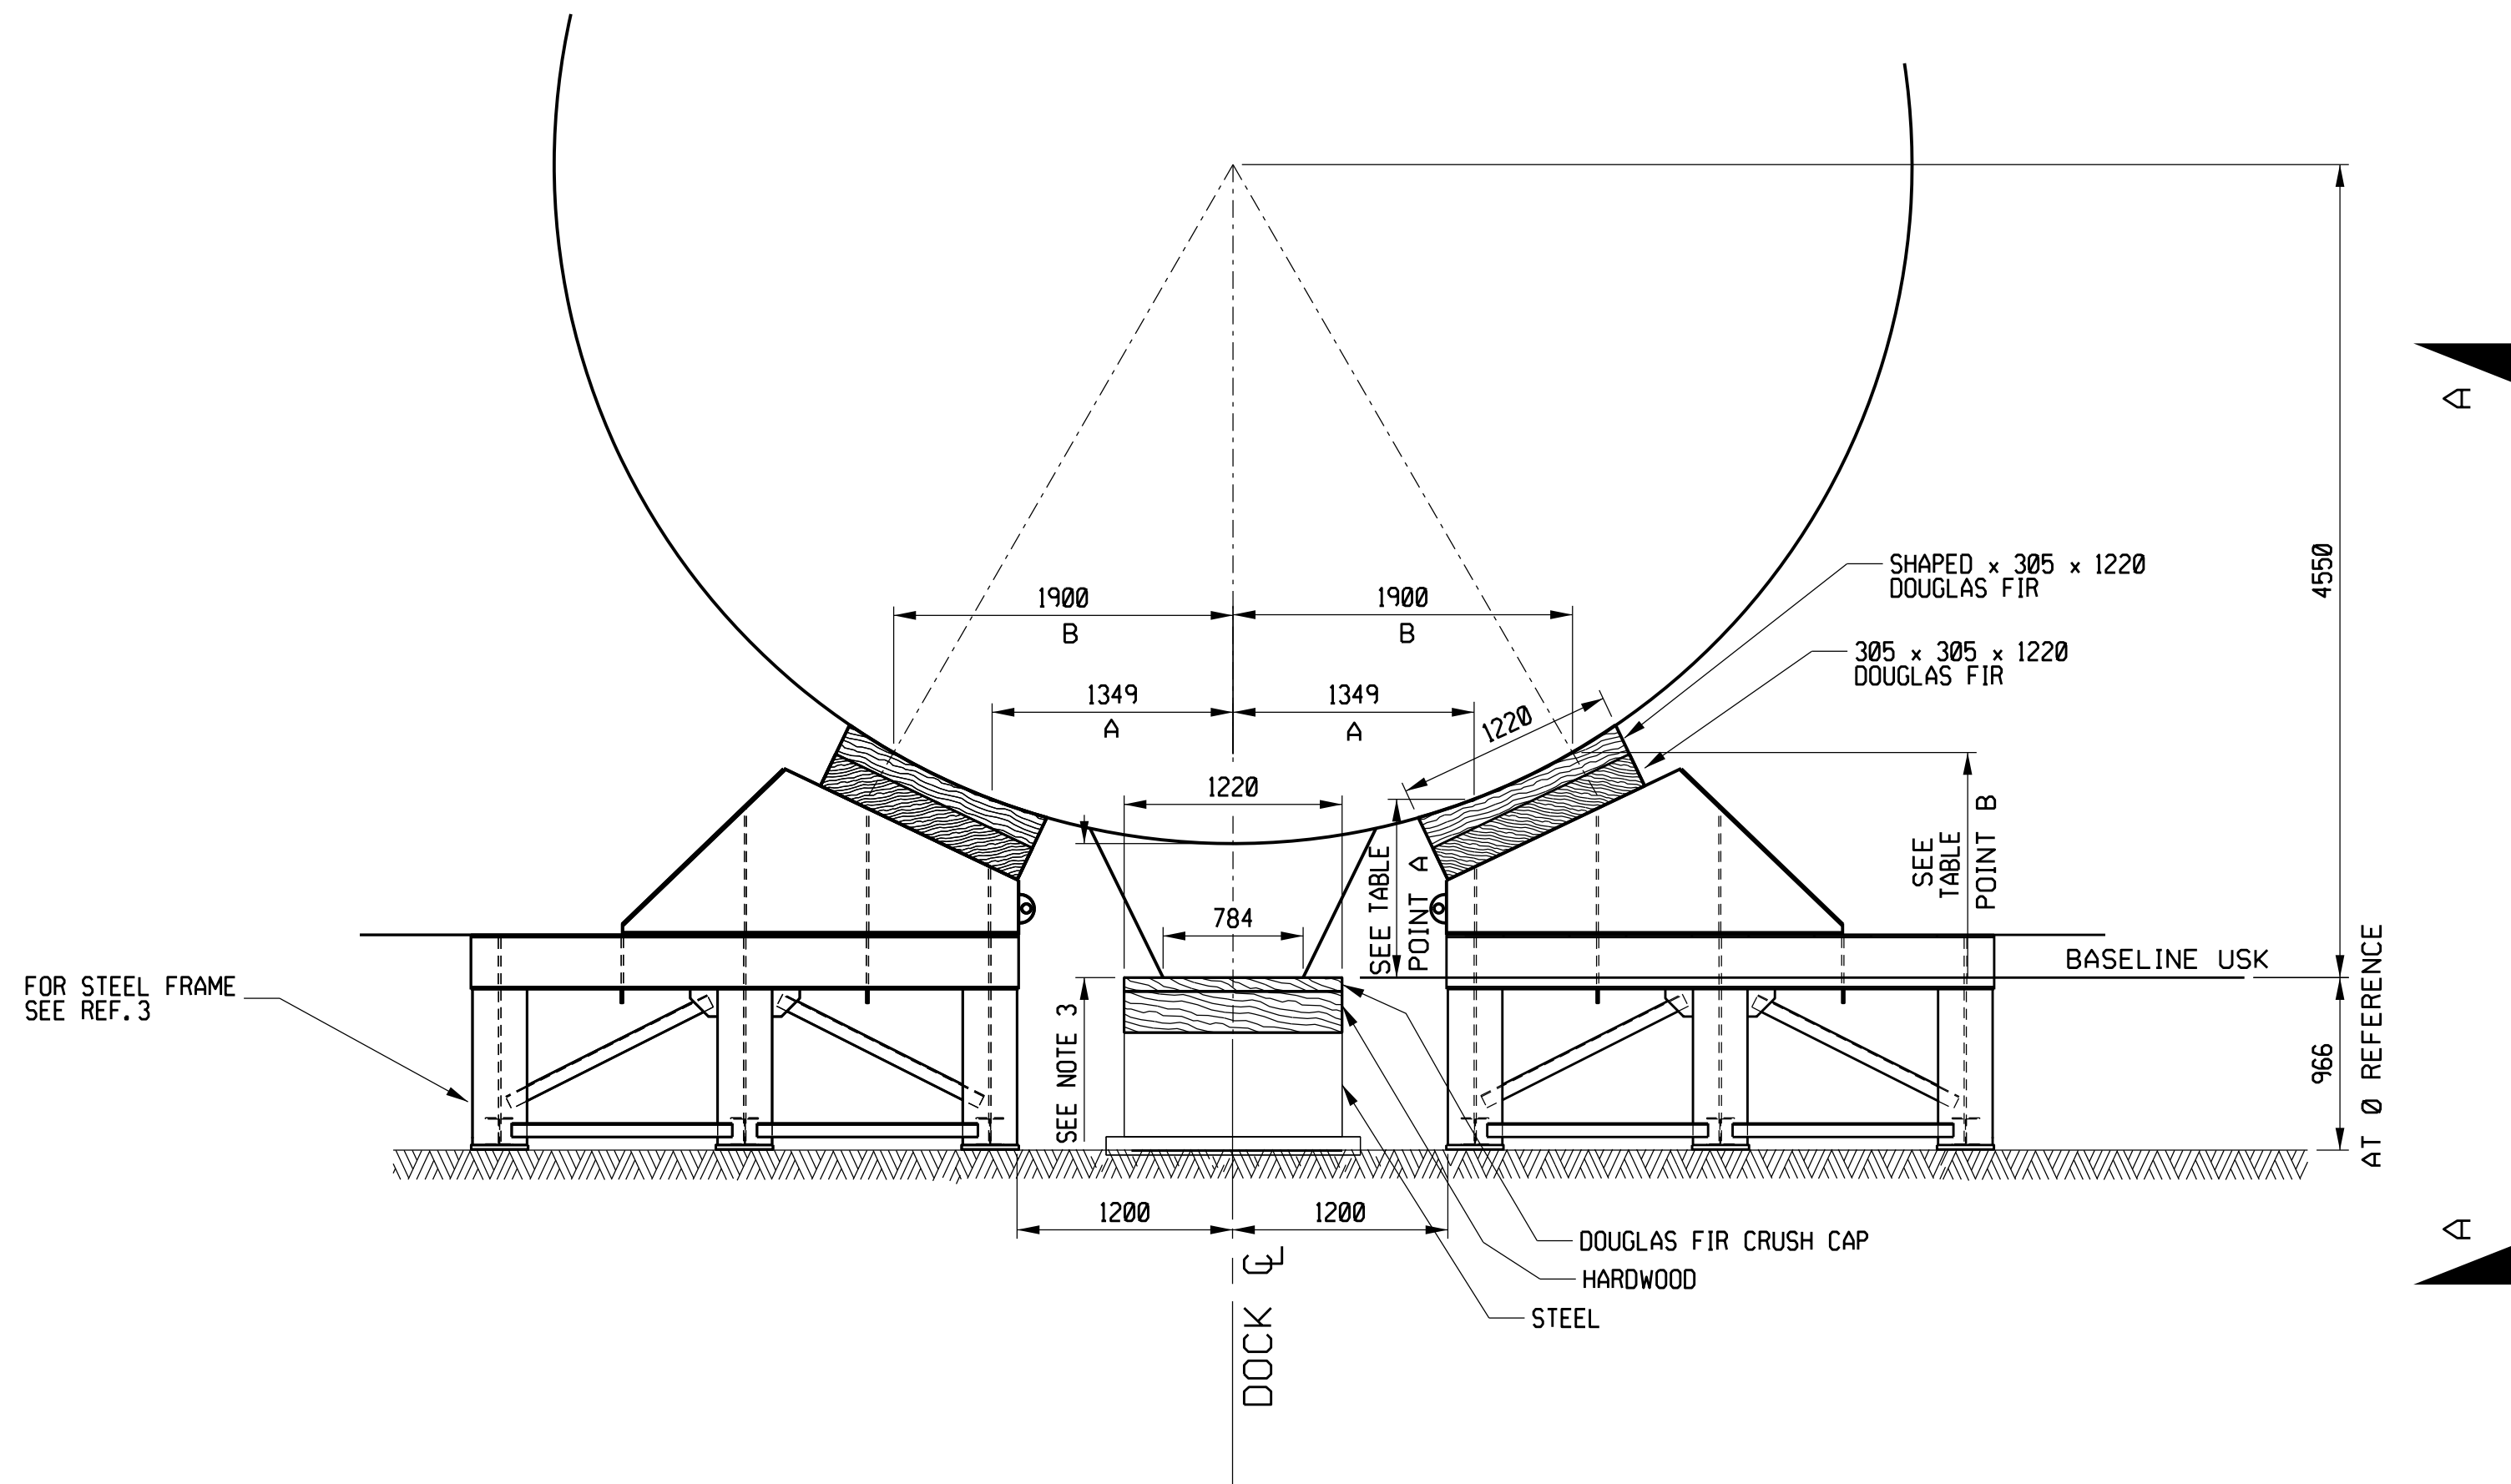 A
4550
SHAPED x 305 x 1220
DOUGLAS FIR
1900
1900
B
B
305 x 305 x 1220
DOUGLAS FIR
1349
1349
A
A
1220
1220
SEE TABLE
POINT A
SEE
TABLE
POINT B
784
BASELINE USK
FOR STEEL FRAME
SEE REF.3
SEE NOTE 3
966
AT Ø REFERENCE
1200
1200
A
DOUGLAS FIR CRUSH CAP
HARDWOOD
STEEL
DOCK ℄